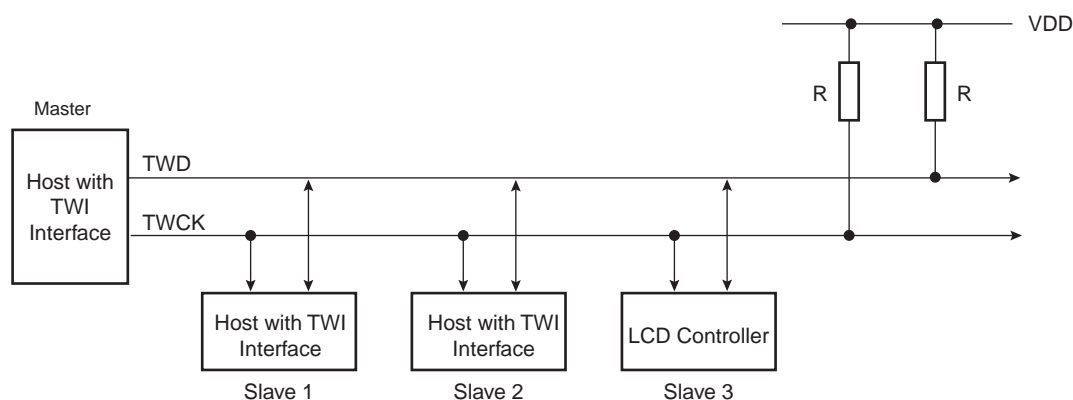 VDD
R
R
Master
Host with
TWI
Interface
TWD
TWCK
Host with TWI
Interface
Host with TWI
Interface
LCD Controller
Slave 1
Slave 2
Slave 3